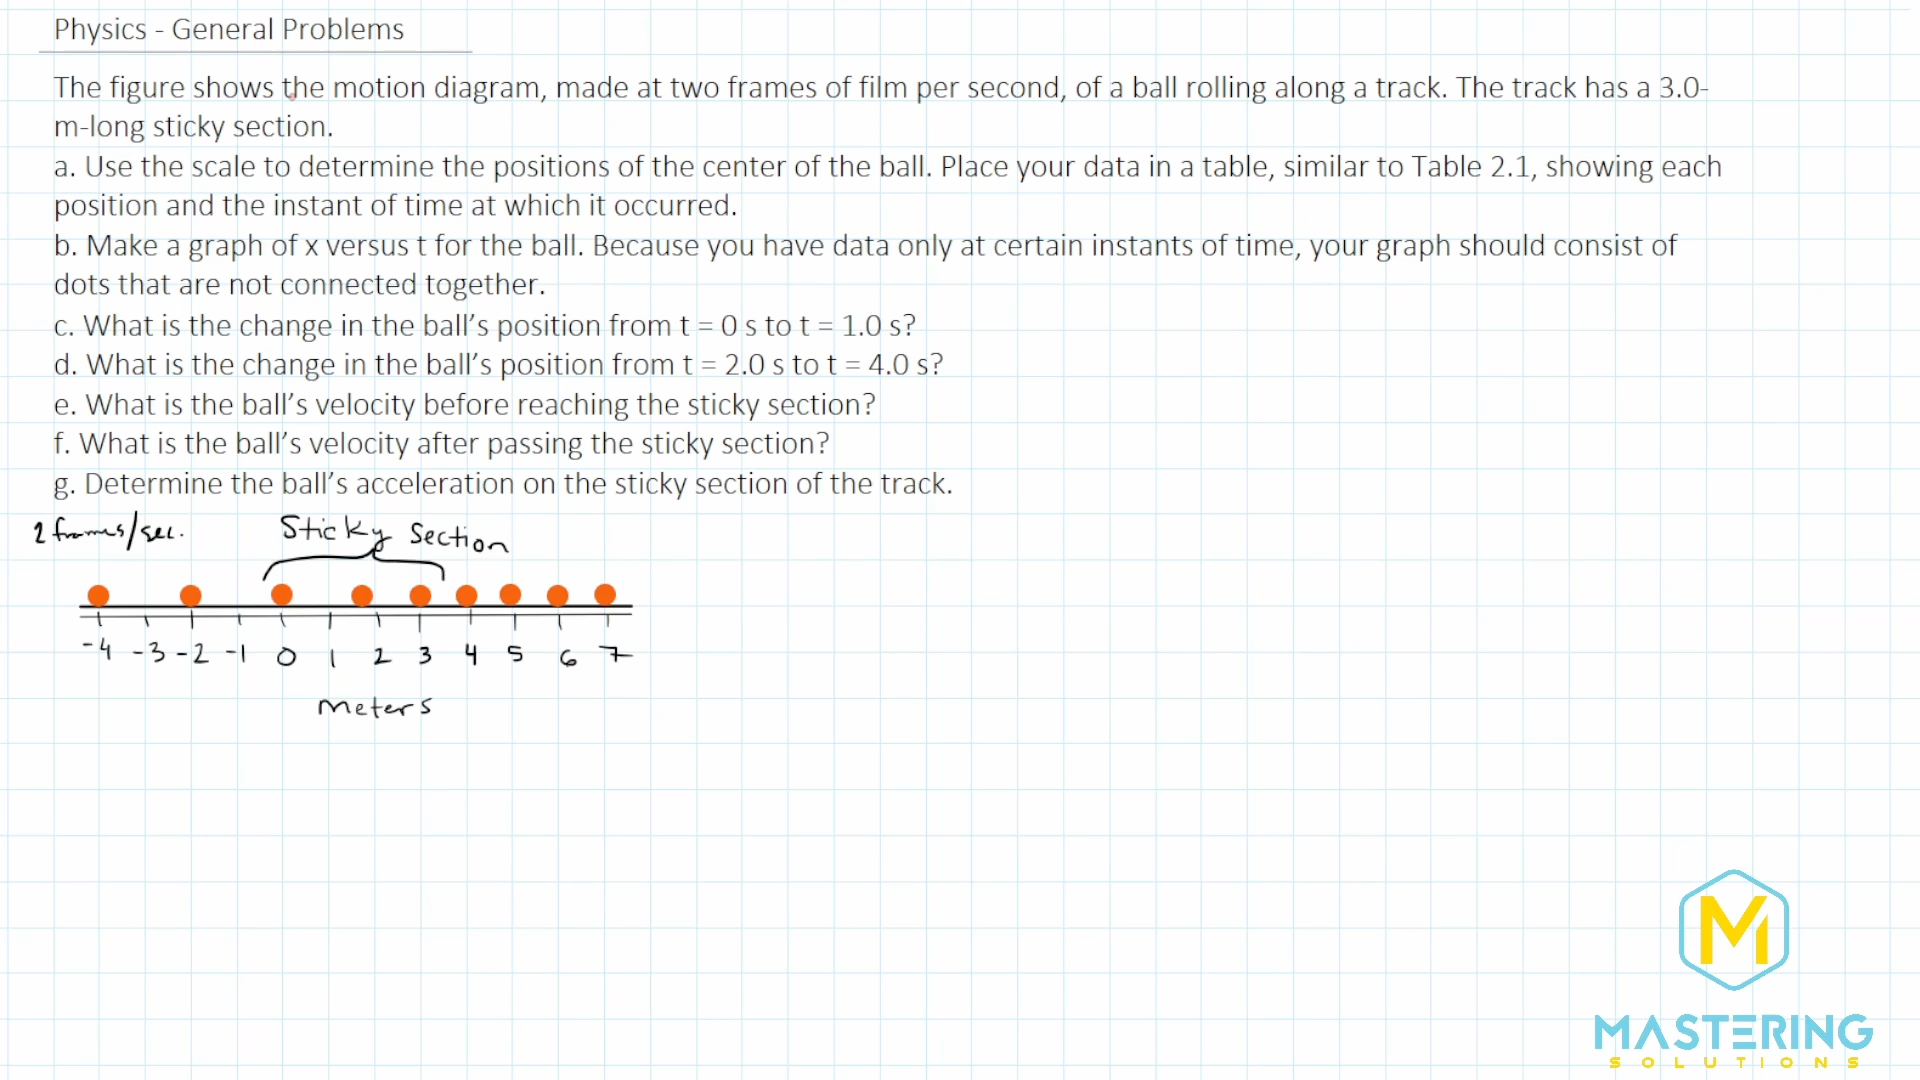 Physics - General Problems
The figure shows the motion diagram, made at two frames of film per second, of a ball rolling along a track. The track has a 3.0-
m-long sticky section.
a. Use the scale to determine the positions of the center of the ball. Place your data in a table, similar to Table 2.1, showing each
position and the instant of time at which it occurred.
b. Make a graph of x versus t for the ball. Because you have data only at certain instants of time, your graph should consist of
dots that are not connected together.
c. What is the change in the ball’s position from t = 0 s to t = 1.0 s?
d. What is the change in the ball’s position from t = 2.0 s to t = 4.0 s?
e. What is the ball’s velocity before reaching the sticky section?
f. What is the ball’s velocity after passing the sticky section?
g. Determine the ball’s acceleration on the sticky section of the track.
2 frames/sec. Sticky Section
-4 -3 -2 -1 0 1 2 3 4 5 6 7
meters
M
MASTERING
SOLUTIONS